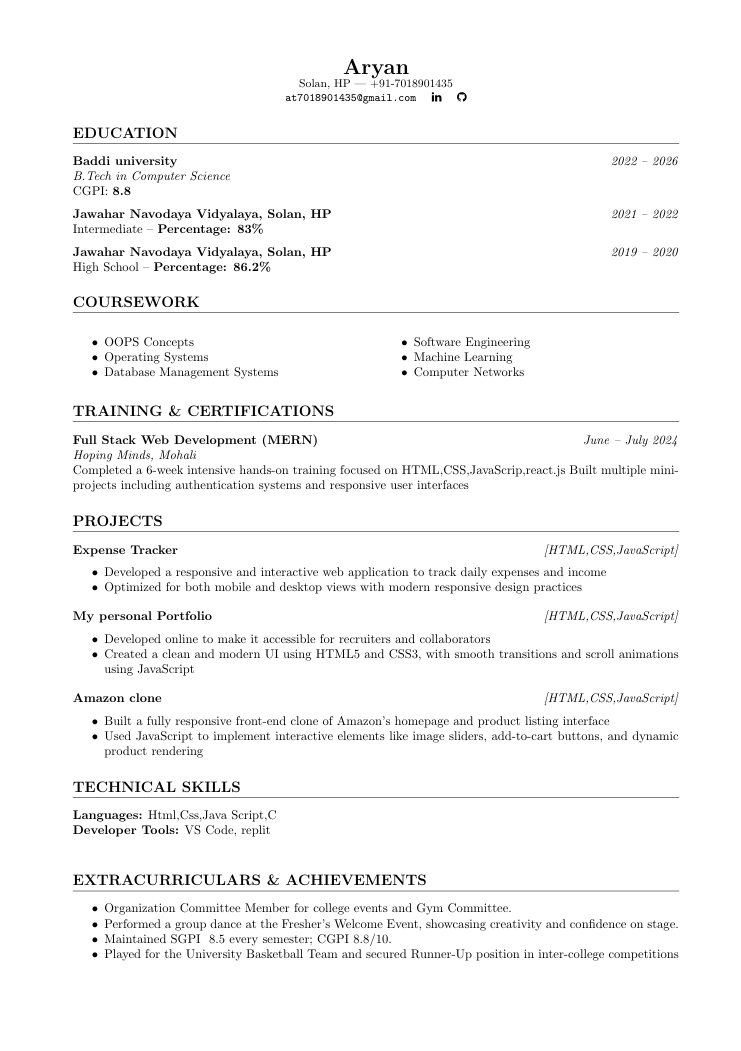 Aryan
Solan, HP — +91-7018901435
at7018901435@gmail.com
EDUCATION
Baddi university 2022 – 2026
B.Tech in Computer Science
CGPI: 8.8
Jawahar Navodaya Vidyalaya, Solan, HP 2021 – 2022
Intermediate – Percentage: 83%
Jawahar Navodaya Vidyalaya, Solan, HP 2019 – 2020
High School – Percentage: 86.2%
COURSEWORK
• OOPS Concepts
• Operating Systems
• Database Management Systems
• Software Engineering
• Machine Learning
• Computer Networks
TRAINING & CERTIFICATIONS
Full Stack Web Development (MERN) June – July 2024
Hoping Minds, Mohali
Completed a 6-week intensive hands-on training focused on HTML,CSS,JavaScrip,react.js Built multiple mini-
projects including authentication systems and responsive user interfaces
PROJECTS
Expense Tracker [HTML,CSS,JavaScript]
• Developed a responsive and interactive web application to track daily expenses and income
• Optimized for both mobile and desktop views with modern responsive design practices
My personal Portfolio [HTML,CSS,JavaScript]
• Developed online to make it accessible for recruiters and collaborators
• Created a clean and modern UI using HTML5 and CSS3, with smooth transitions and scroll animations
using JavaScript
Amazon clone [HTML,CSS,JavaScript]
• Built a fully responsive front-end clone of Amazon's homepage and product listing interface
• Used JavaScript to implement interactive elements like image sliders, add-to-cart buttons, and dynamic
product rendering
TECHNICAL SKILLS
Languages: Html,Css,Java Script,C
Developer Tools: VS Code, replit
EXTRACURRICULARS & ACHIEVEMENTS
• Organization Committee Member for college events and Gym Committee.
• Performed a group dance at the Fresher's Welcome Event, showcasing creativity and confidence on stage.
• Maintained SGPI 8.5 every semester; CGPI 8.8/10.
• Played for the University Basketball Team and secured Runner-Up position in inter-college competitions